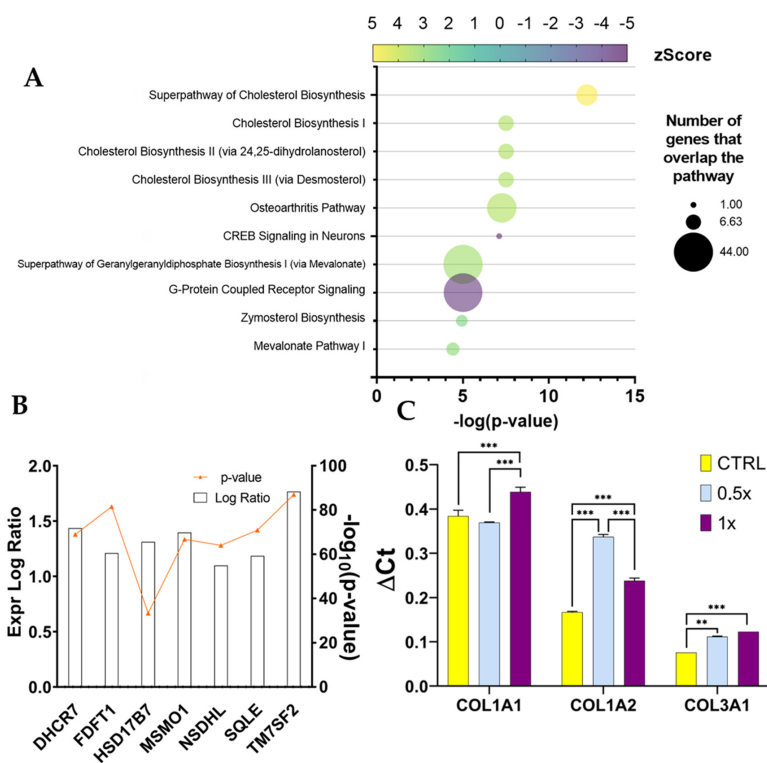 5 4 3 2 1 0 -1 -2 -3 -4 -5
zScore
A
Superpathway of Cholesterol Biosynthesis
Cholesterol Biosynthesis I
Cholesterol Biosynthesis II (via 24,25-dihydrolanosterol)
Cholesterol Biosynthesis III (via Desmosterol)
Osteoarthritis Pathway
CREB Signaling in Neurons
Superpathway of Geranylgeranyldiphosphate Biosynthesis I (via Mevalonate)
G-Protein Coupled Receptor Signaling
Zymosterol Biosynthesis
Mevalonate Pathway I
0 5 10 15
-log(p-value)
Number of
genes that
overlap the
pathway
1.00
6.63
44.00
B
2.0
1.5
1.0
0.5
0.0
Expr Log Ratio
p-value
Log Ratio
100
80
60
40
20
0
-log10(p-value)
DHCR7
FDFT1
HSD17B7
MSMO1
NSDHL
SQLE
TM7SF2
C
0.5
0.4
0.3
0.2
0.1
0.0
ΔCt
***
***
***
***
***
***
**
CTRL
0.5x
1x
COL1A1 COL1A2 COL3A1